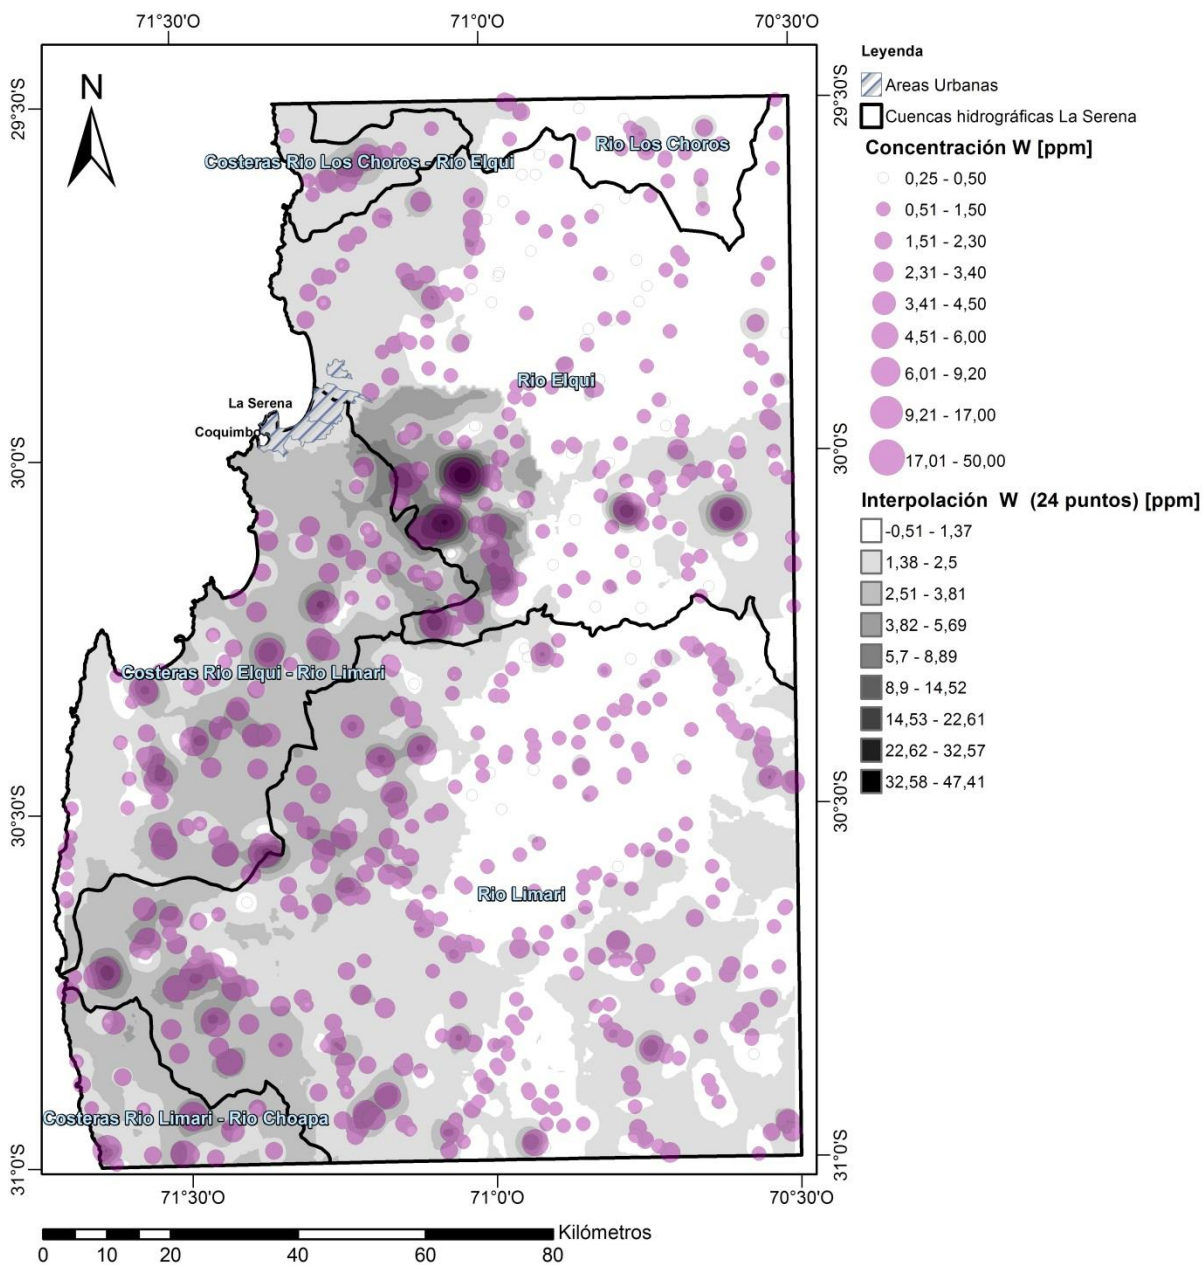 71°30'O
71°0'O
70°30'O
29°30'S
29°30'S
N
Costeras Rio Los Choros - Rio Elqui
Rio Los Choros
Rio Elqui
La Serena
Coquimbo
30°0'S
30°0'S
Costeras Rio Elqui - Rio Limari
30°30'S
30°30'S
Rio Limari
Costeras Rio Limari - Rio Choapa
31°0'S
31°0'S
71°30'O
71°0'O
70°30'O
Kilómetros
0 10 20 40 60 80
Leyenda
Areas Urbanas
Cuencas hidrográficas La Serena
Concentración W [ppm]
0,25 - 0,50
0,51 - 1,50
1,51 - 2,30
2,31 - 3,40
3,41 - 4,50
4,51 - 6,00
6,01 - 9,20
9,21 - 17,00
17,01 - 50,00
Interpolación W (24 puntos) [ppm]
-0,51 - 1,37
1,38 - 2,5
2,51 - 3,81
3,82 - 5,69
5,7 - 8,89
8,9 - 14,52
14,53 - 22,61
22,62 - 32,57
32,58 - 47,41